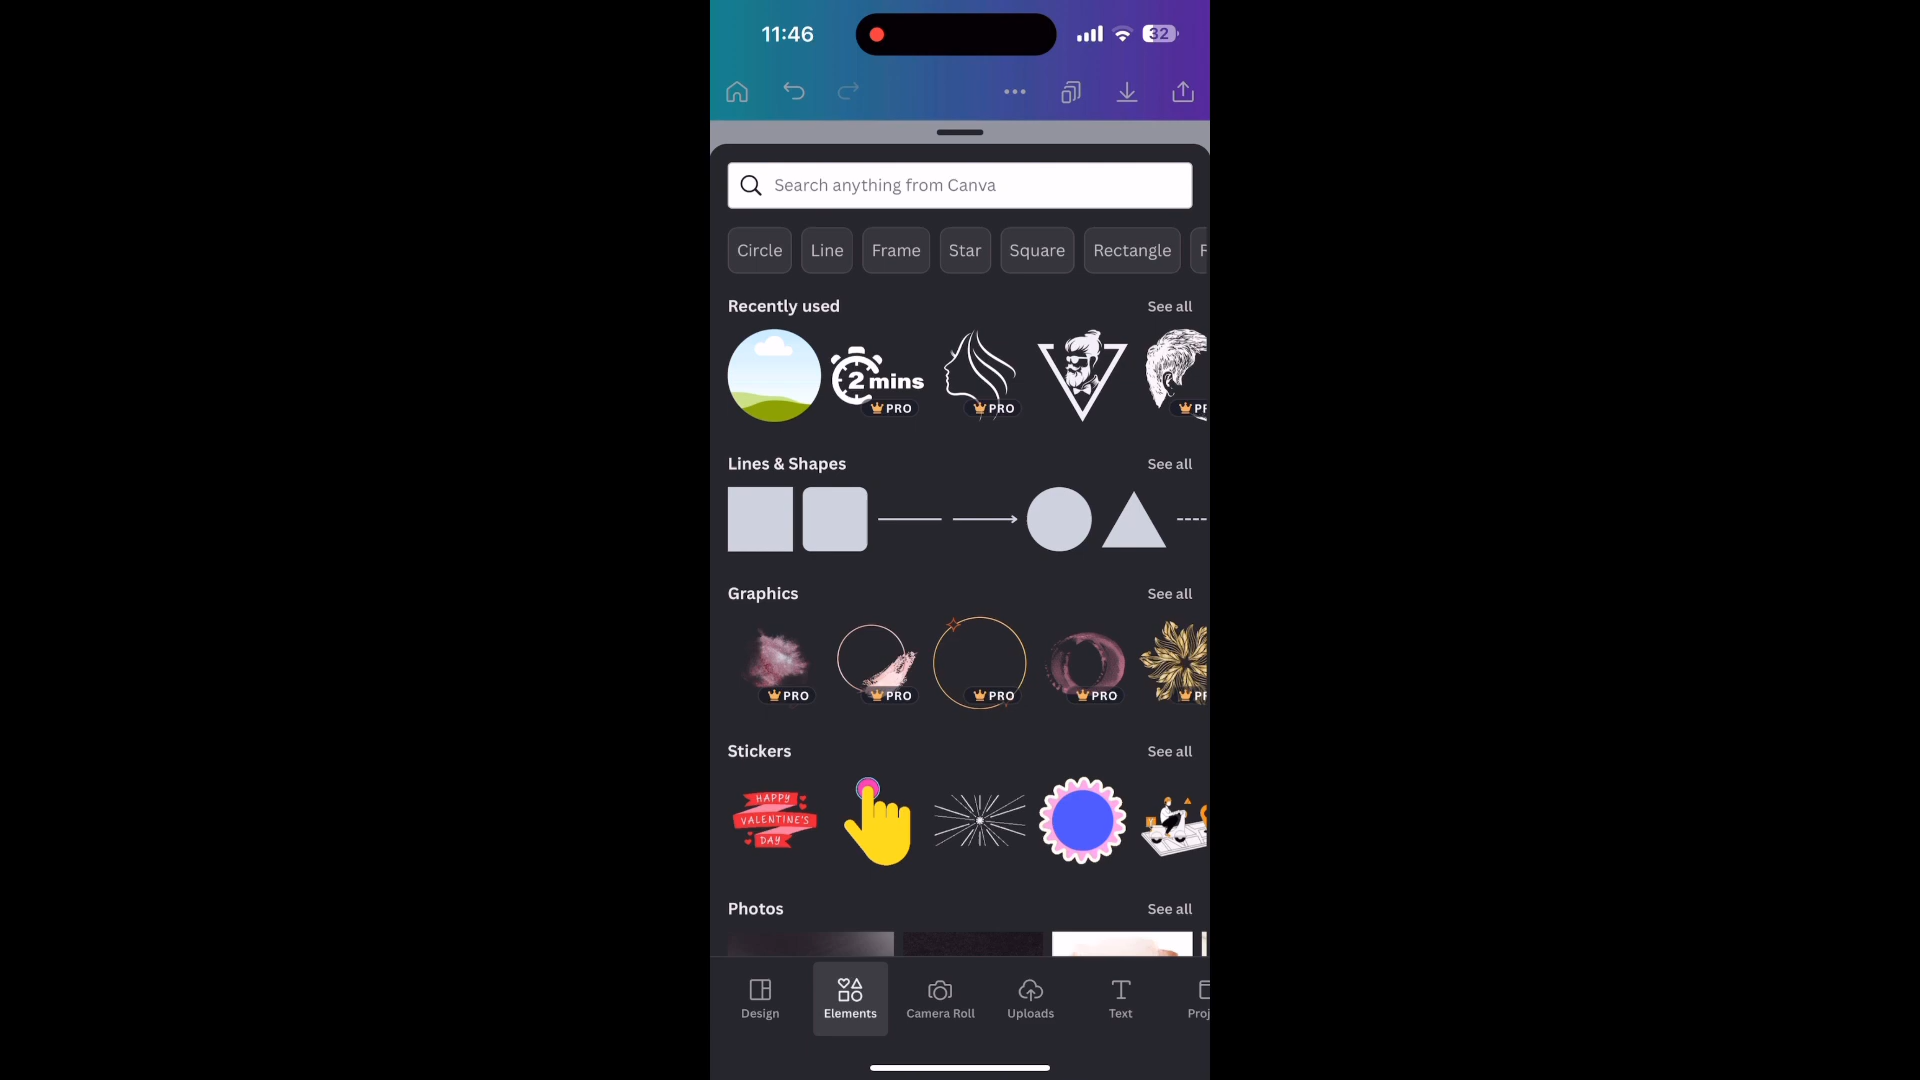 11:46
32
Search anything from Canva
Circle Line Frame Star Square Rectangle
Recently used See all
2 mins
PRO PRO
Lines & Shapes See all
Graphics See all
PRO PRO PRO PRO
Stickers See all
HAPPY
VALENTINE'S
DAY
Photos See all
Design Elements Camera Roll Uploads Text